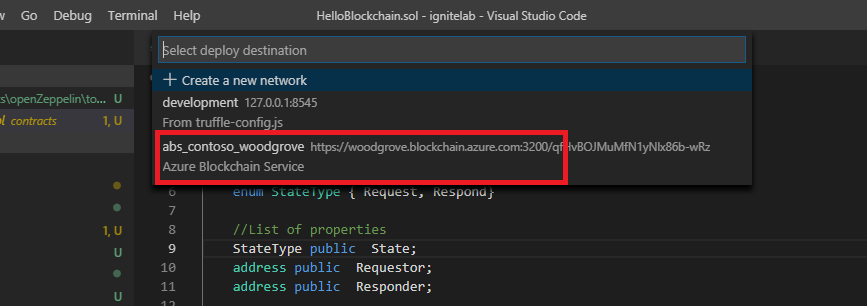 w Go Debug Terminal Help HelloBlockchain.sol - ignitelab - Visual Studio Code
Select deploy destination
+ Create a new network
ts\openZeppelin\to... U
development 127.0.0.1:8545
ol contracts 1, U
From truffle-config.js
abs_contoso_woodgrove https://woodgrove.blockchain.azure.com:3200/
Azure Blockchain Service
6 enum StateType { Request, Respond}
7
8 //List of properties
1, U
9 StateType public State;
U
10 address public Requestor;
11 address public Responder;
U
12